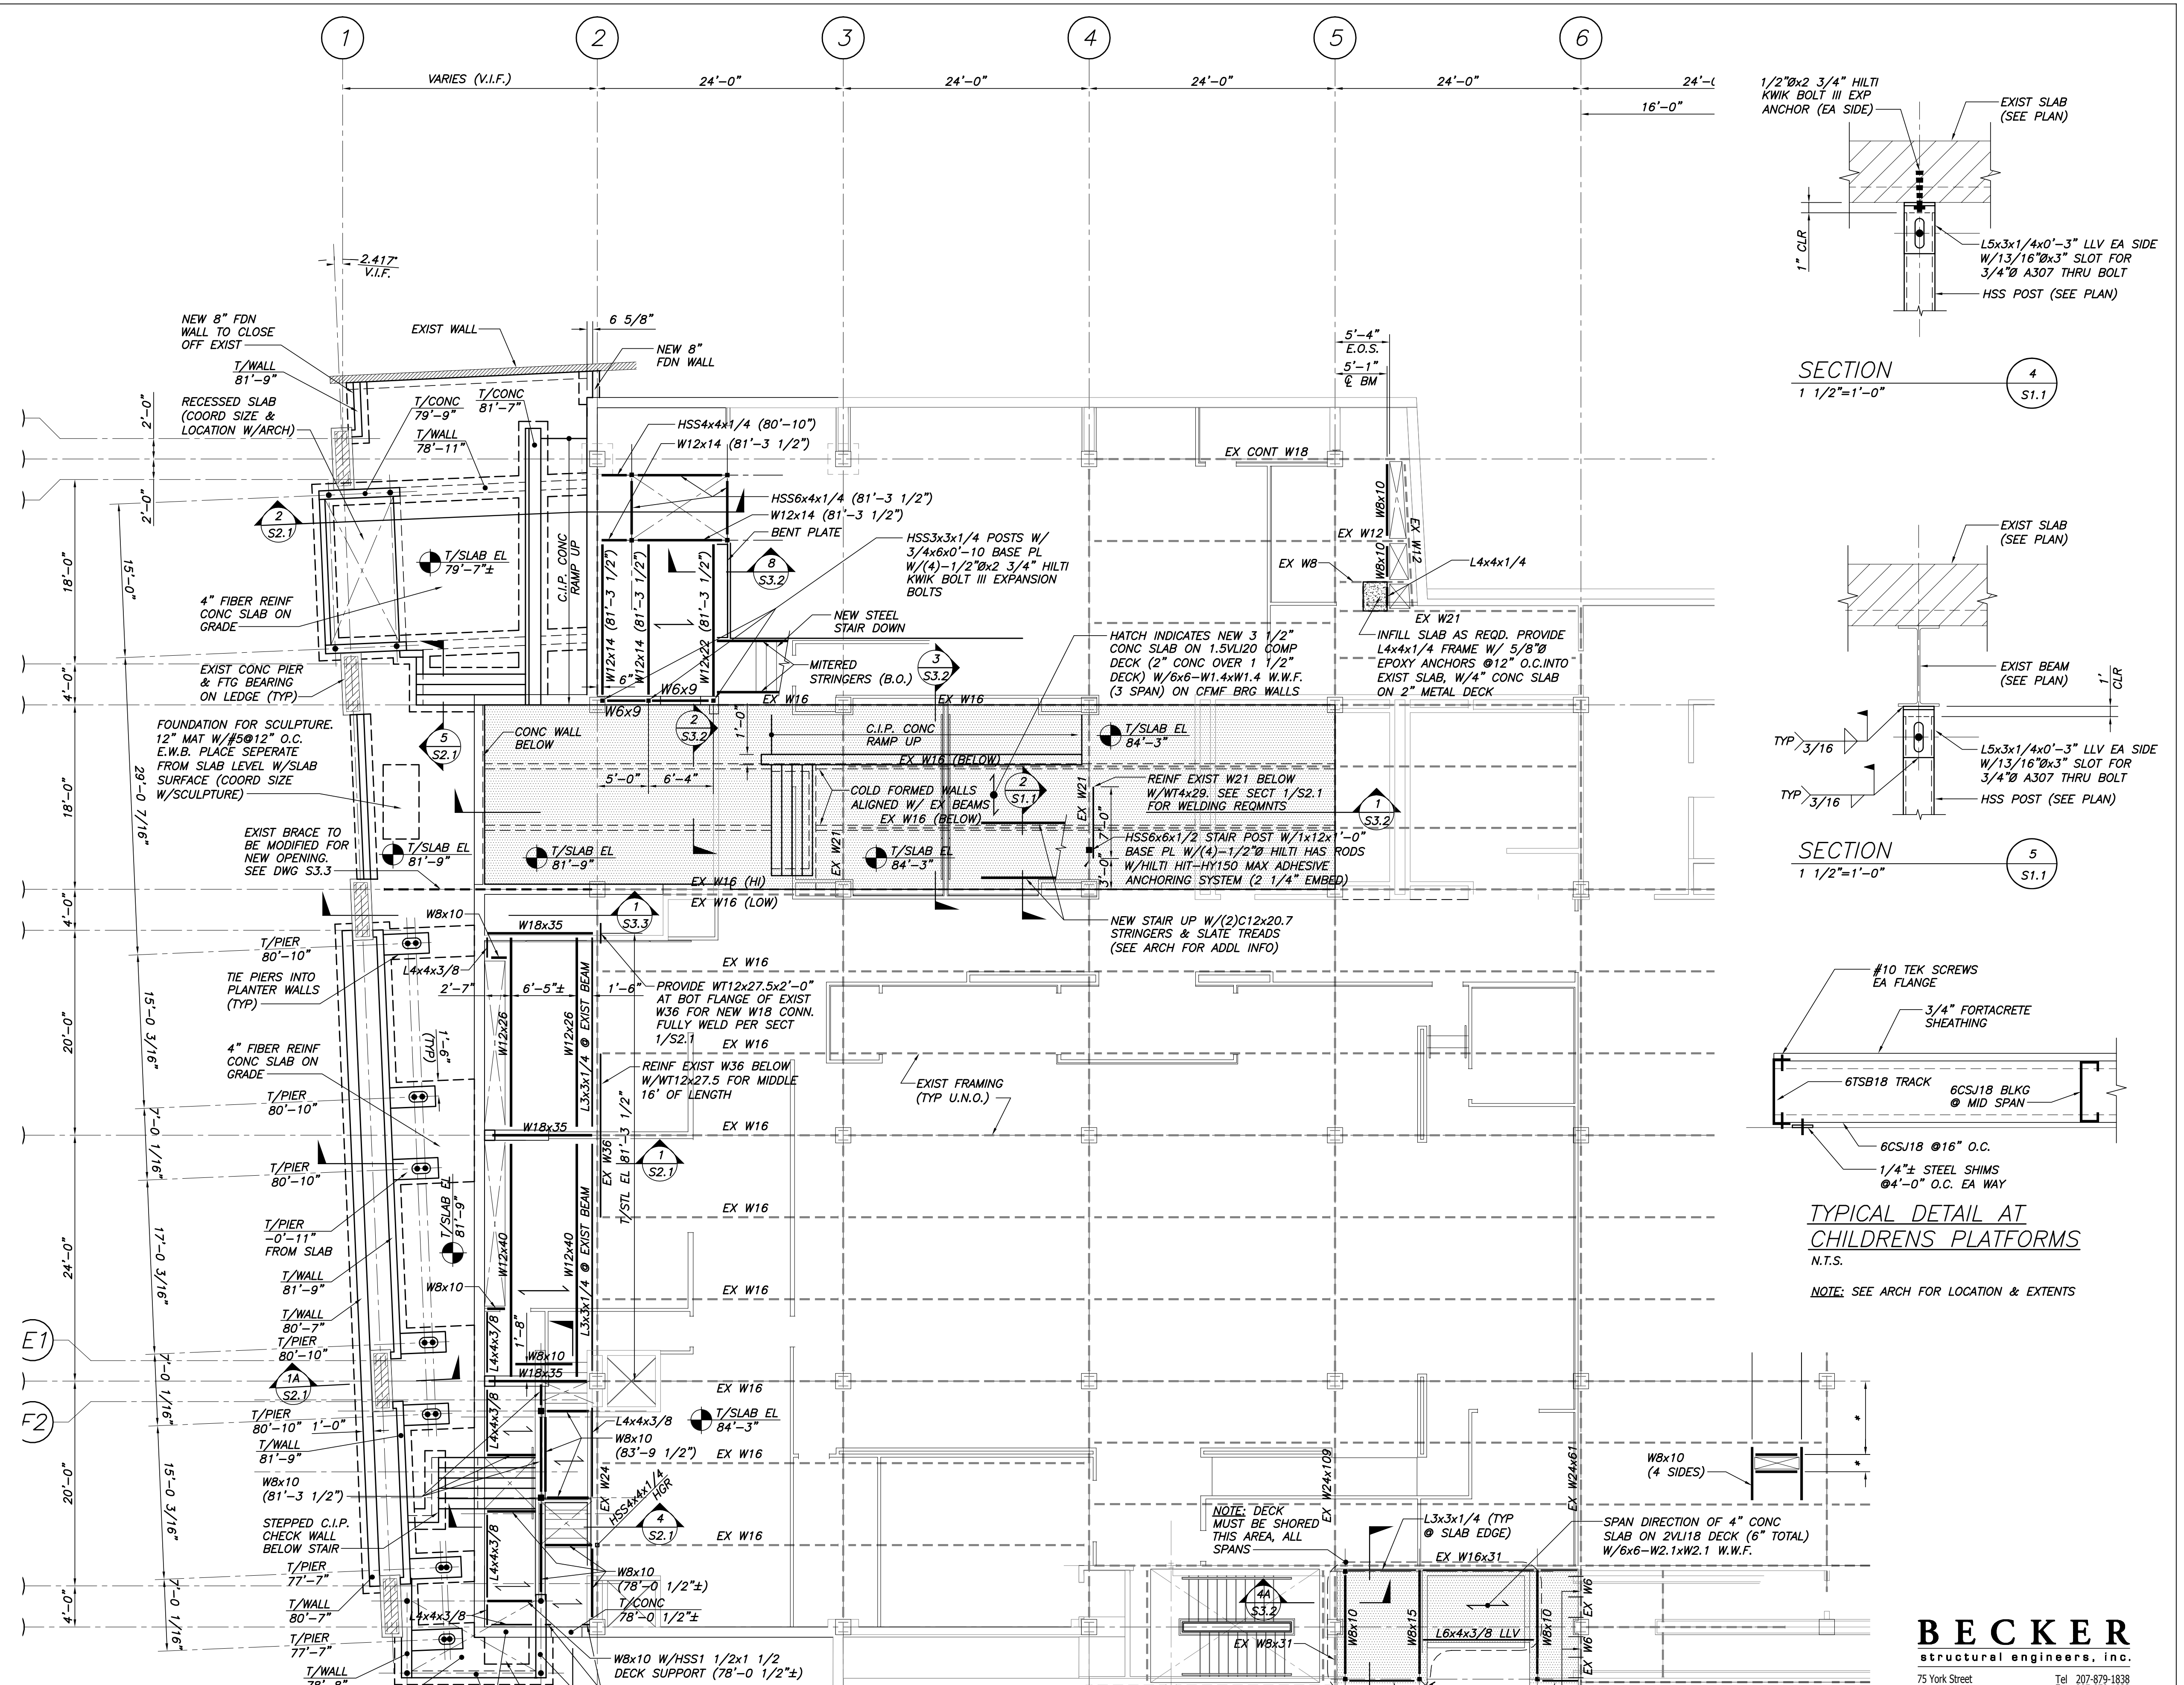 1
2
3
4
5
6
VARIES (V.I.F.)
24'-0"
24'-0"
24'-0"
24'-0"
16'-0"
2.417°
V.I.F.
NEW 8" FDN
WALL TO CLOSE
OFF EXIST
EXIST WALL
6 5/8"
NEW 8"
FDN WALL
5'-4"
E.O.S.
5'-1"
℄ BM
T/WALL
81'-9"
RECESSED SLAB
(COORD SIZE &
LOCATION W/ARCH)
T/CONC
79'-9"
T/CONC
81'-7"
T/WALL
78'-11"
2'-0"
2'-0"
HSS4x4x1/4 (80'-10")
W12x14 (81'-3 1/2")
EX CONT W18
HSS6x4x1/4 (81'-3 1/2")
W12x14 (81'-3 1/2")
BENT PLATE
2
S2.1
T/SLAB EL
79'-7"±
C.I.P. CONC
RAMP UP
W12x14 (81'-3 1/2")
W12x14 (81'-3 1/2")
W12x22 (81'-3 1/2")
8
S3.2
HSS3x3x1/4 POSTS W/
3/4x6x0'-10 BASE PL
W/(4)-1/2"Øx2 3/4" HILTI
KWIK BOLT III EXPANSION
BOLTS
W8x10
EX W12
EX W12
W8x10
EX W8
L4x4x1/4
18'-0"
15'-0"
4" FIBER REINF
CONC SLAB ON
GRADE
NEW STEEL
STAIR DOWN
EX W21
INFILL SLAB AS REQD. PROVIDE
L4x4x1/4 FRAME W/ 5/8"Ø
EPOXY ANCHORS @12" O.C.INTO
EXIST SLAB, W/4" CONC SLAB
ON 2" METAL DECK
HATCH INDICATES NEW 3 1/2"
CONC SLAB ON 1.5VLI20 COMP
DECK (2" CONC OVER 1 1/2"
DECK) W/6x6-W1.4xW1.4 W.W.F.
(3 SPAN) ON CFMF BRG WALLS
3
S3.2
MITERED
STRINGERS (B.O.)
EXIST CONC PIER
& FTG BEARING
ON LEDGE (TYP)
4'-0"
6"
W6x9
W6x9
EX W16
EX W16
FOUNDATION FOR SCULPTURE.
12" MAT W/#5@12" O.C.
E.W.B. PLACE SEPERATE
FROM SLAB LEVEL W/SLAB
SURFACE (COORD SIZE
W/SCULPTURE)
5
S2.1
CONC WALL
BELOW
2
S3.2
1'-0"
C.I.P. CONC
RAMP UP
T/SLAB EL
84'-3"
EX W16 (BELOW)
5'-0"
6'-4"
29'-0 7/16"
18'-0"
COLD FORMED WALLS
ALIGNED W/ EX BEAMS
EX W16 (BELOW)
2
S1.1
EX W21
REINF EXIST W21 BELOW
W/WT4x29. SEE SECT 1/S2.1
FOR WELDING REQMNTS
1
S3.2
EXIST BRACE TO
BE MODIFIED FOR
NEW OPENING.
SEE DWG S3.3
T/SLAB EL
81'-9"
T/SLAB EL
81'-9"
EX W21
T/SLAB EL
84'-3"
7'-0"
3'-0"
HSS6x6x1/2 STAIR POST W/1x12x1'-0"
BASE PL W/(4)-1/2"Ø HILTI HAS RODS
W/HILTI HIT-HY150 MAX ADHESIVE
ANCHORING SYSTEM (2 1/4" EMBED)
EX W16 (HI)
EX W16 (LOW)
4'-0"
W8x10
W18x35
1
S3.3
NEW STAIR UP W/(2)C12x20.7
STRINGERS & SLATE TREADS
(SEE ARCH FOR ADDL INFO)
T/PIER
80'-10"
L4x4x3/8
EX W16
TIE PIERS INTO
PLANTER WALLS
(TYP)
2'-7"
6'-5"±
1'-6"
PROVIDE WT12x27.5x2'-0"
AT BOT FLANGE OF EXIST
W36 FOR NEW W18 CONN.
FULLY WELD PER SECT
1/S2.1
20'-0"
15'-0 3/16"
1'-6"
(TYP)
W12x26
W12x26
L3x3x1/4 @ EXIST BEAM
EX W16
4" FIBER REINF
CONC SLAB ON
GRADE
REINF EXIST W36 BELOW
W/WT12x27.5 FOR MIDDLE
16' OF LENGTH
EXIST FRAMING
(TYP U.N.O.)
T/PIER
80'-10"
7'-0 1/16"
W18x35
EX W16
EX W36
T/STL EL 81'-3 1/2"
1
S2.1
T/PIER
80'-10"
T/SLAB EL
81'-9"
EX W16
T/PIER
-0'-11"
FROM SLAB
24'-0"
17'-0 3/16"
W12x40
W12x40
L3x3x1/4 @ EXIST BEAM
T/WALL
81'-9"
W8x10
EX W16
T/WALL
80'-7"
T/PIER
80'-10"
E1
L4x4x3/8
1'-8"
W8x10
W18x35
1A
S2.1
7'-0 1/16"
EX W16
F2
T/PIER
80'-10"
1'-0"
L4x4x3/8
L4x4x3/8
T/SLAB EL
84'-3"
T/WALL
81'-9"
W8x10
(83'-9 1/2")
EX W16
W8x10
(81'-3 1/2")
20'-0"
15'-0 3/16"
EX W24
HSS4x4x1/4
HGR
STEPPED C.I.P.
CHECK WALL
BELOW STAIR
4
S2.1
EX W16
L4x4x3/8
T/PIER
77'-7"
W8x10
(78'-0 1/2"±)
T/WALL
80'-7"
4'-0"
7'-0 1/16"
L4x4x3/8
T/CONC
78'-0 1/2"±
T/PIER
77'-7"
T/WALL
W8x10 W/HSS1 1/2x1 1/2
DECK SUPPORT (78'-0 1/2"±)
NOTE: DECK
MUST BE SHORED
THIS AREA, ALL
SPANS
EX W24x109
L3x3x1/4 (TYP
@ SLAB EDGE)
EX W16x31
EX W24x61
SPAN DIRECTION OF 4" CONC
SLAB ON 2VLI18 DECK (6" TOTAL)
W/6x6-W2.1xW2.1 W.W.F.
4A
S3.2
EX W8x31
W8x10
W8x15
L6x4x3/8 LLV
W8x10
EX W6
EX W6
W8x10
(4 SIDES)
*
*
1/2"Øx2 3/4" HILTI
KWIK BOLT III EXP
ANCHOR (EA SIDE)
EXIST SLAB
(SEE PLAN)
1" CLR
L5x3x1/4x0'-3" LLV EA SIDE
W/13/16"Øx3" SLOT FOR
3/4"Ø A307 THRU BOLT
HSS POST (SEE PLAN)
SECTION
1 1/2"=1'-0"
4
S1.1
EXIST SLAB
(SEE PLAN)
EXIST BEAM
(SEE PLAN)
1'
CLR
TYP
3/16
L5x3x1/4x0'-3" LLV EA SIDE
W/13/16"Øx3" SLOT FOR
3/4"Ø A307 THRU BOLT
TYP
3/16
HSS POST (SEE PLAN)
SECTION
1 1/2"=1'-0"
5
S1.1
#10 TEK SCREWS
EA FLANGE
3/4" FORTACRETE
SHEATHING
6TSB18 TRACK
6CSJ18 BLKG
@ MID SPAN
6CSJ18 @16" O.C.
1/4"± STEEL SHIMS
@4'-0" O.C. EA WAY
TYPICAL DETAIL AT
CHILDRENS PLATFORMS
N.T.S.
NOTE: SEE ARCH FOR LOCATION & EXTENTS
BECKER
structural engineers, inc.
75 York Street
Tel 207-879-1838